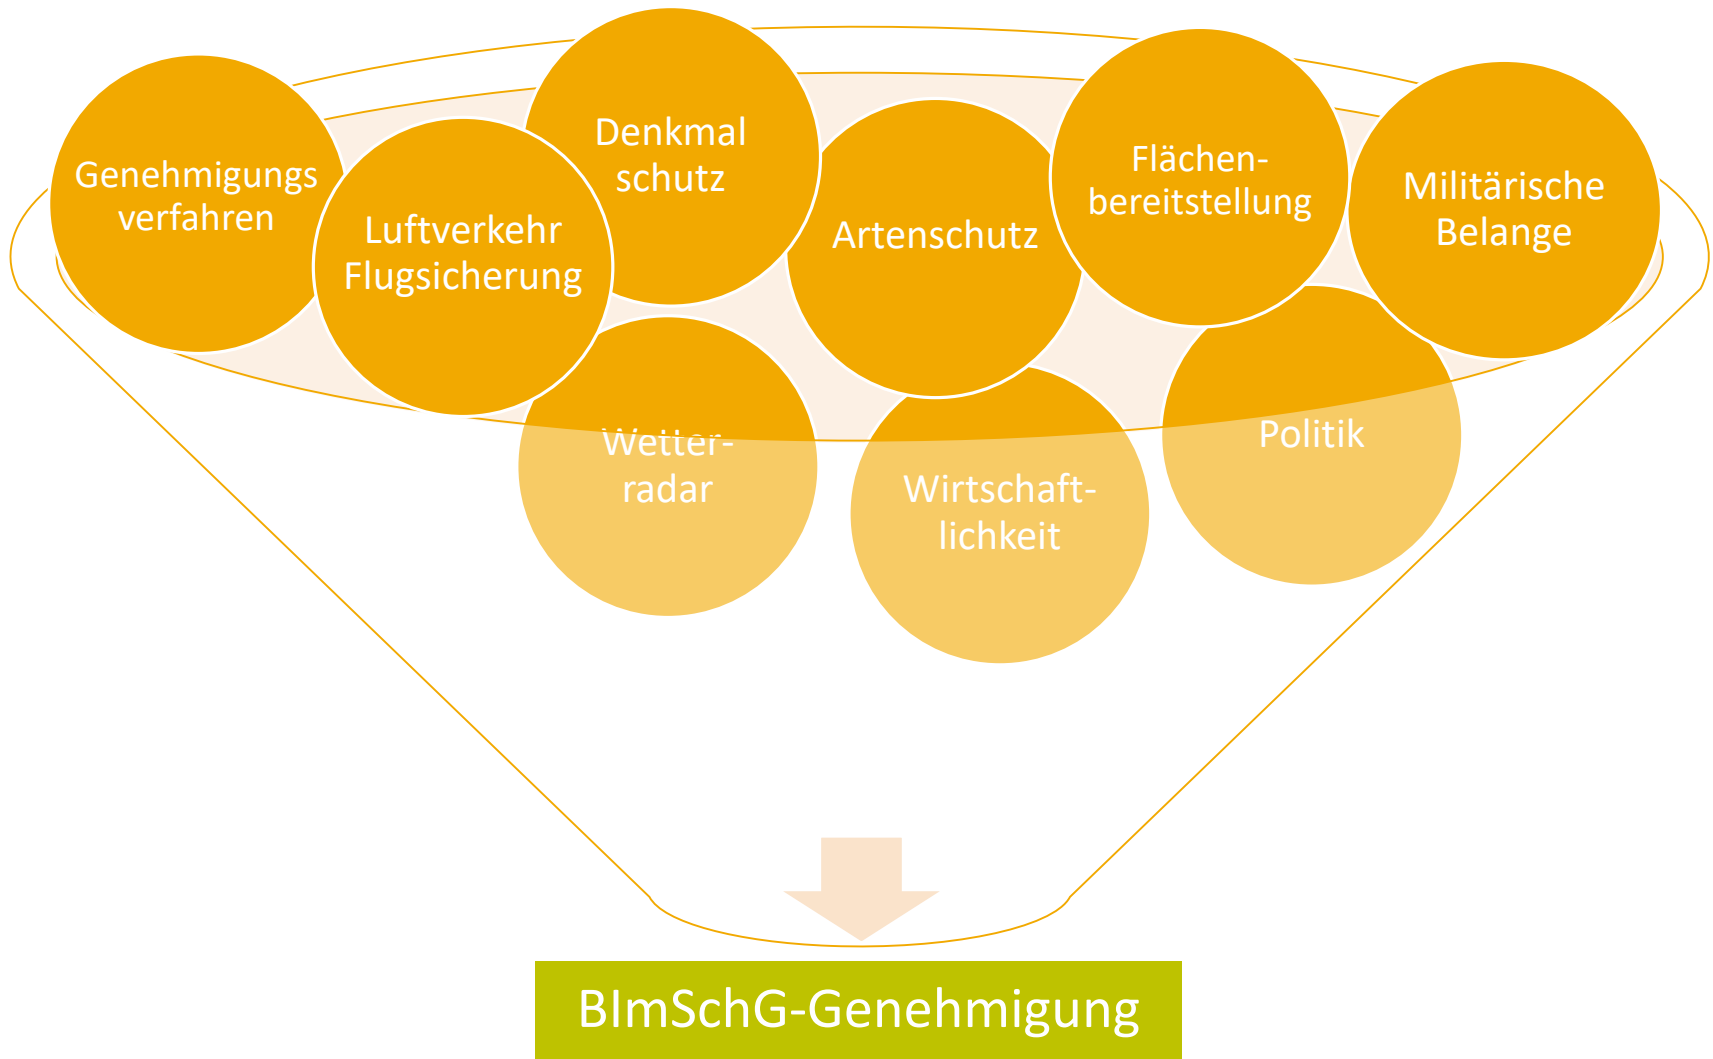 Genehmigungs
verfahren
Luftverkehr
Flugsicherung
Denkmal
schutz
Artenschutz
Flächen-
bereitstellung
Militärische
Belange
Wetter-
radar
Wirtschaft-
lichkeit
Politik
BImSchG-Genehmigung